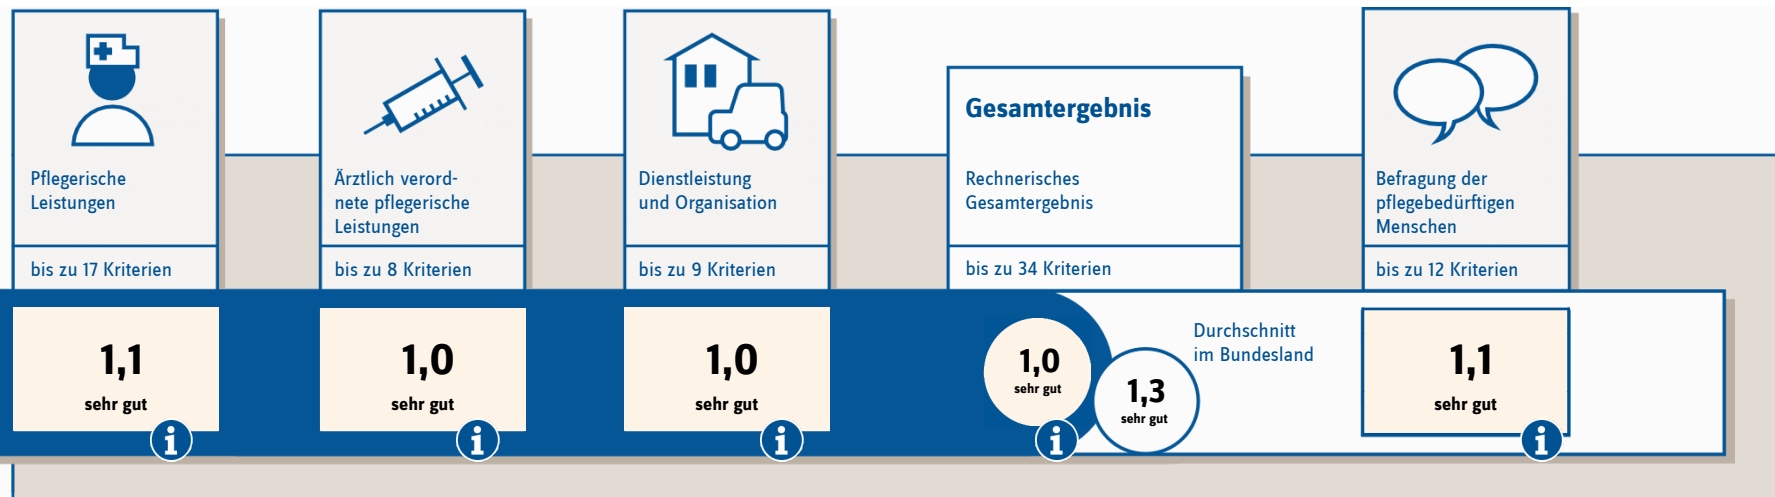 Pflegerische
Leistungen
bis zu 17 Kriterien
1,1
sehr gut
i
Ärztlich verord-
nete pflegerische
Leistungen
bis zu 8 Kriterien
1,0
sehr gut
i
Dienstleistung
und Organisation
bis zu 9 Kriterien
1,0
sehr gut
i
Gesamtergebnis
Rechnerisches
Gesamtergebnis
bis zu 34 Kriterien
1,0
sehr gut
i
1,3
sehr gut
Durchschnitt
im Bundesland
Befragung der
pflegebedürftigen
Menschen
bis zu 12 Kriterien
1,1
sehr gut
i